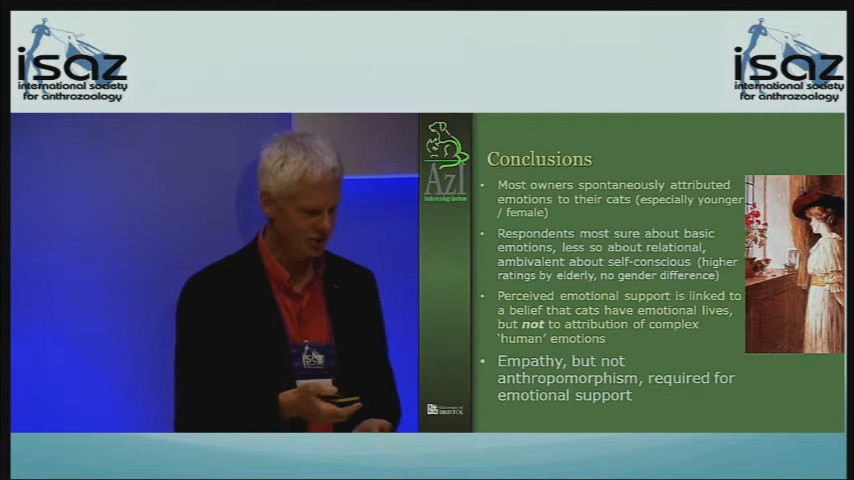 isaz
international society
for anthrozoology
isaz
international society
for anthrozoology
AzI
Anthrozoology Institute
Conclusions
• Most owners spontaneously attributed
emotions to their cats (especially younger
/ female)
• Respondents most sure about basic
emotions, less so about relational,
ambivalent about self-conscious (higher
ratings by elderly, no gender difference)
• Perceived emotional support is linked to
a belief that cats have emotional lives,
but not to attribution of complex
'human' emotions
• Empathy, but not
anthropomorphism, required for
emotional support
isaz
University of
BRISTOL